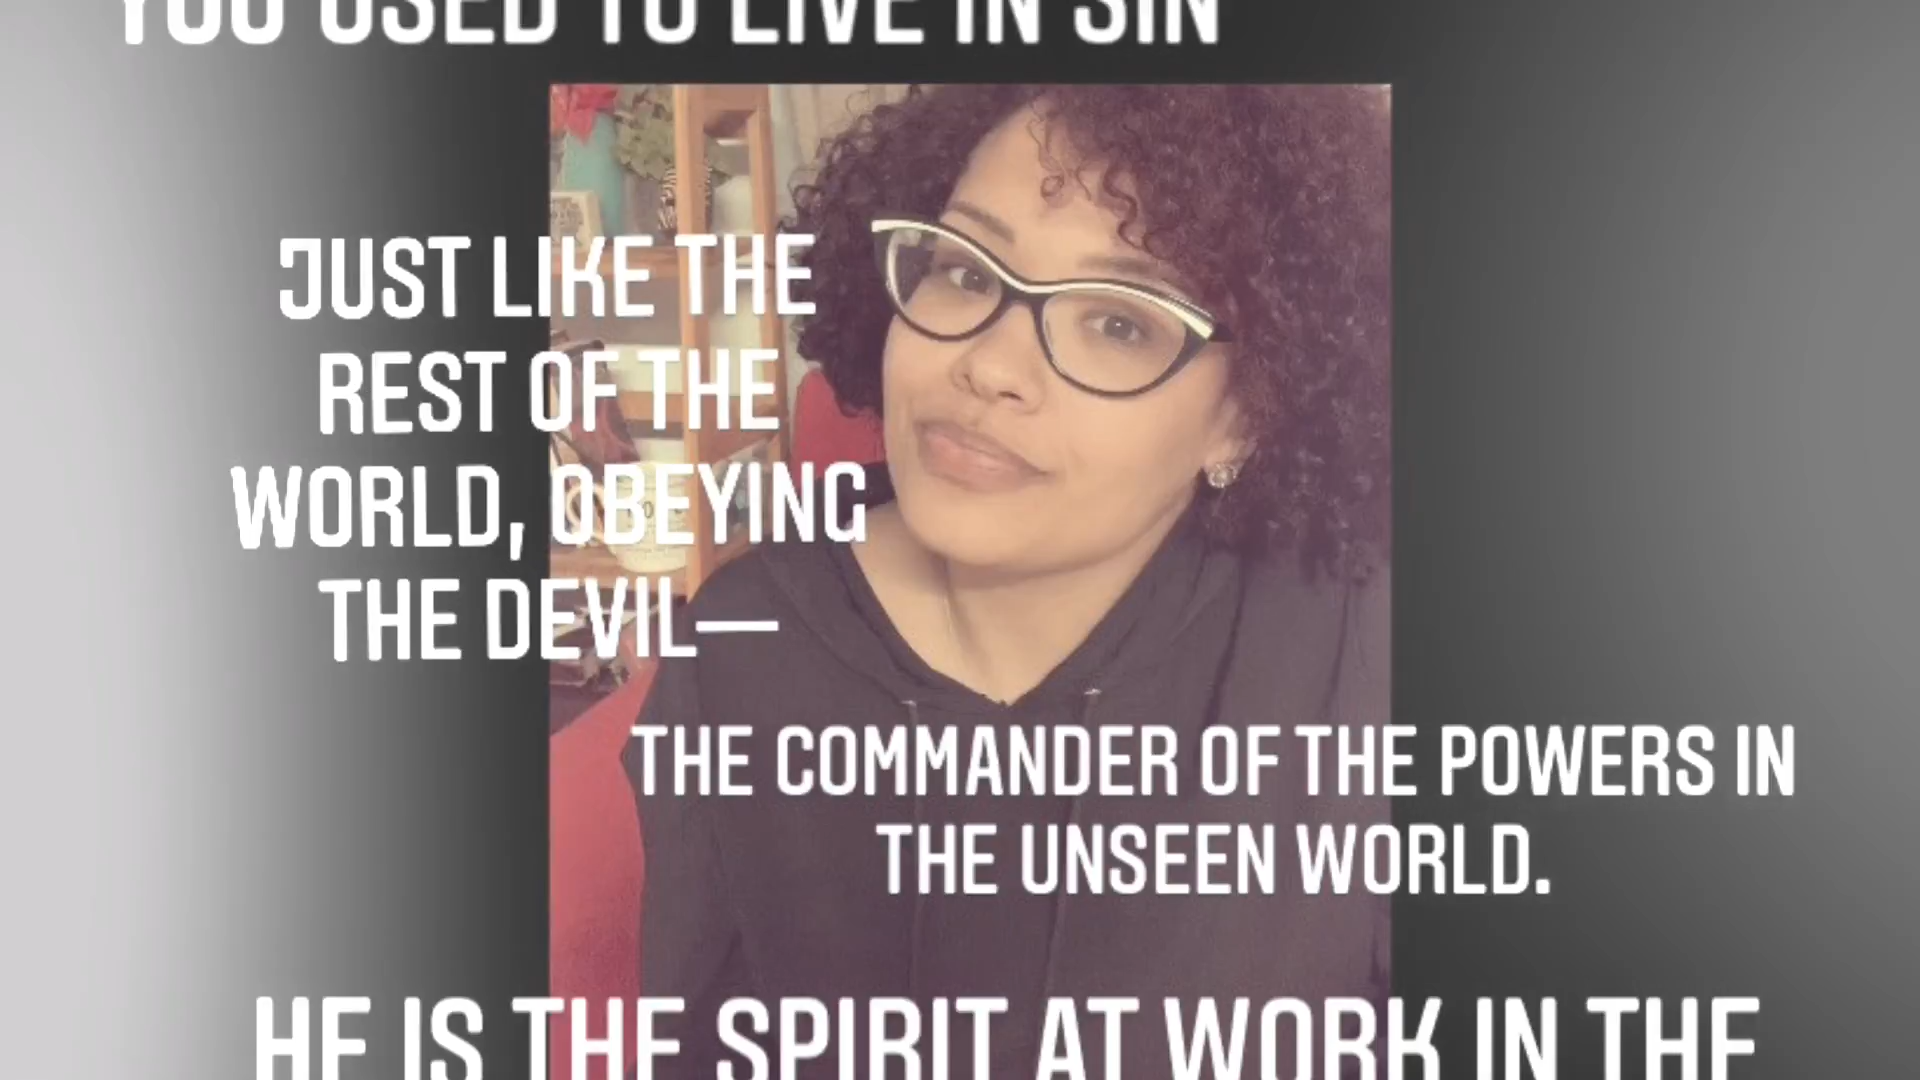 YOU USED TO LIVE IN SIN
JUST LIKE THE
REST OF THE
WORLD, OBEYING
THE DEVIL—
THE COMMANDER OF THE POWERS IN
THE UNSEEN WORLD.
HE IS THE SPIRIT AT WORK IN THE